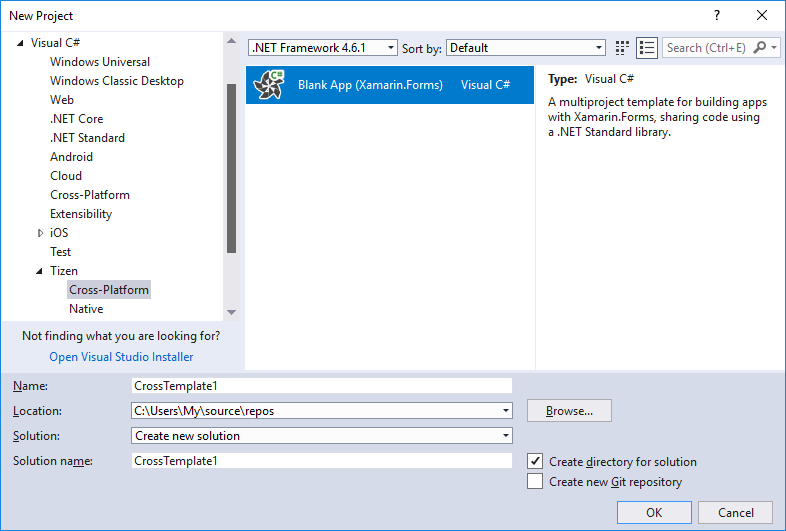 New Project
?
Visual C#
Windows Universal
Windows Classic Desktop
Web
.NET Core
.NET Standard
Android
Cloud
Cross-Platform
Extensibility
iOS
Test
Tizen
Cross-Platform
Native
Not finding what you are looking for?
Open Visual Studio Installer
.NET Framework 4.6.1 Sort by: Default Search (Ctrl+E)
C#
Blank App (Xamarin.Forms) Visual C#
Type: Visual C#
A multiproject template for building apps
with Xamarin.Forms, sharing code using
a .NET Standard library.
Name: CrossTemplate1
Location: C:\Users\My\source\repos Browse...
Solution: Create new solution
Solution name: CrossTemplate1
Create directory for solution
Create new Git repository
OK Cancel